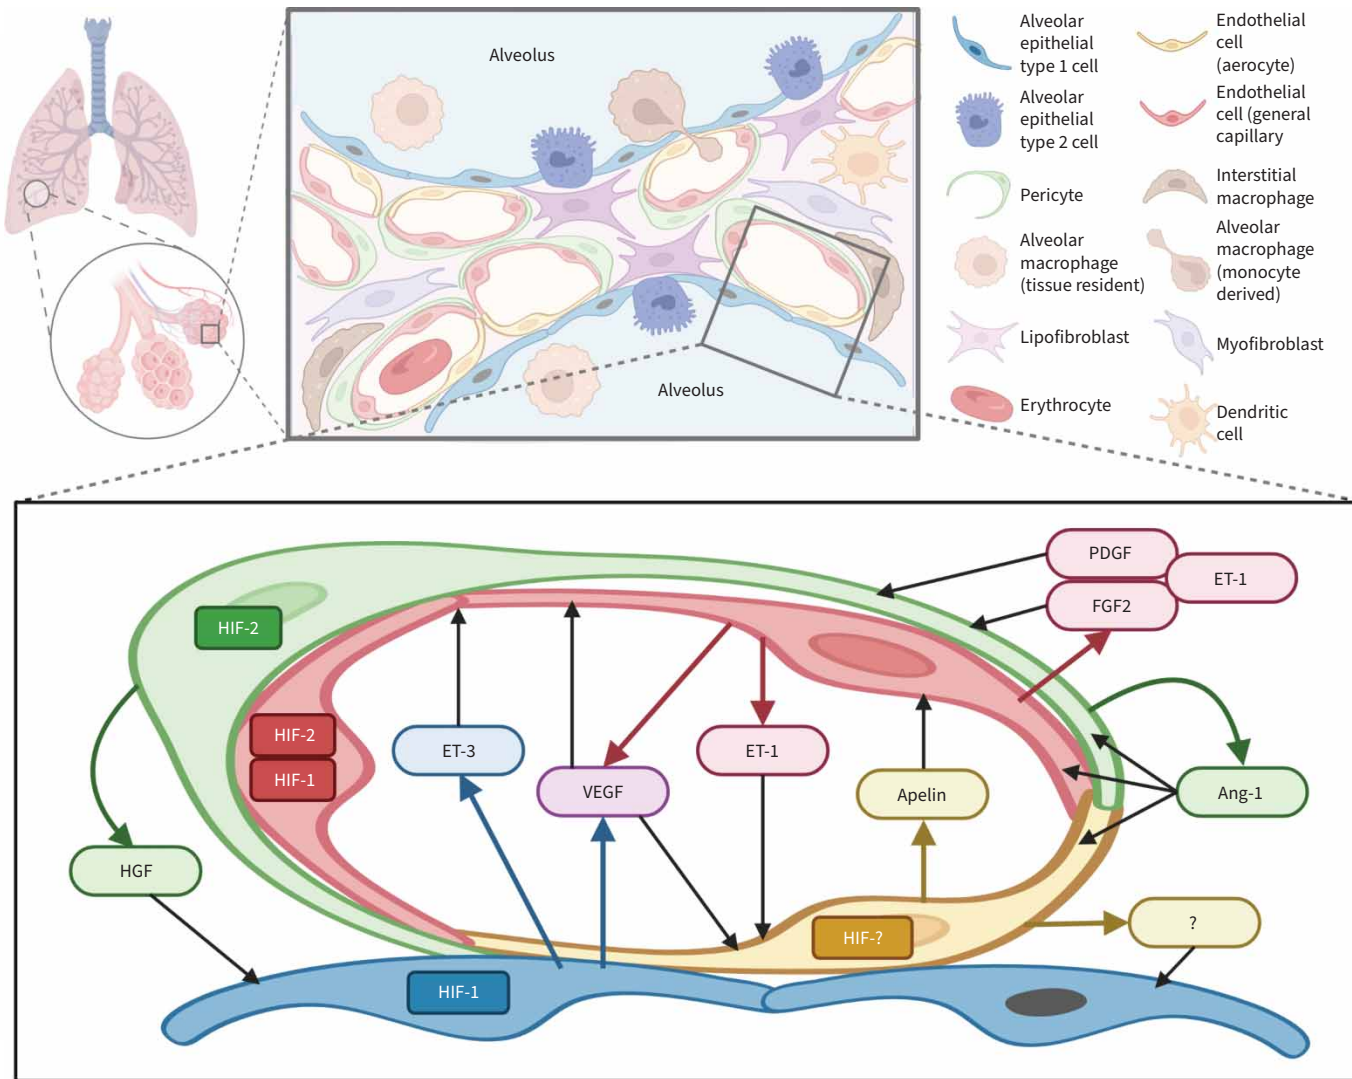 Alveolus
Alveolus
Alveolar
epithelial
type 1 cell
Endothelial
cell
(aerocyte)
Alveolar
epithelial
type 2 cell
Endothelial
cell (general
capillary
Pericyte
Interstitial
macrophage
Alveolar
macrophage
(tissue resident)
Alveolar
macrophage
(monocyte
derived)
Lipofibroblast
Myofibroblast
Erythrocyte
Dendritic
cell
PDGF
ET-1
FGF2
HIF-2
HIF-2
HIF-1
ET-3
VEGF
ET-1
Apelin
Ang-1
HGF
HIF-?
?
HIF-1